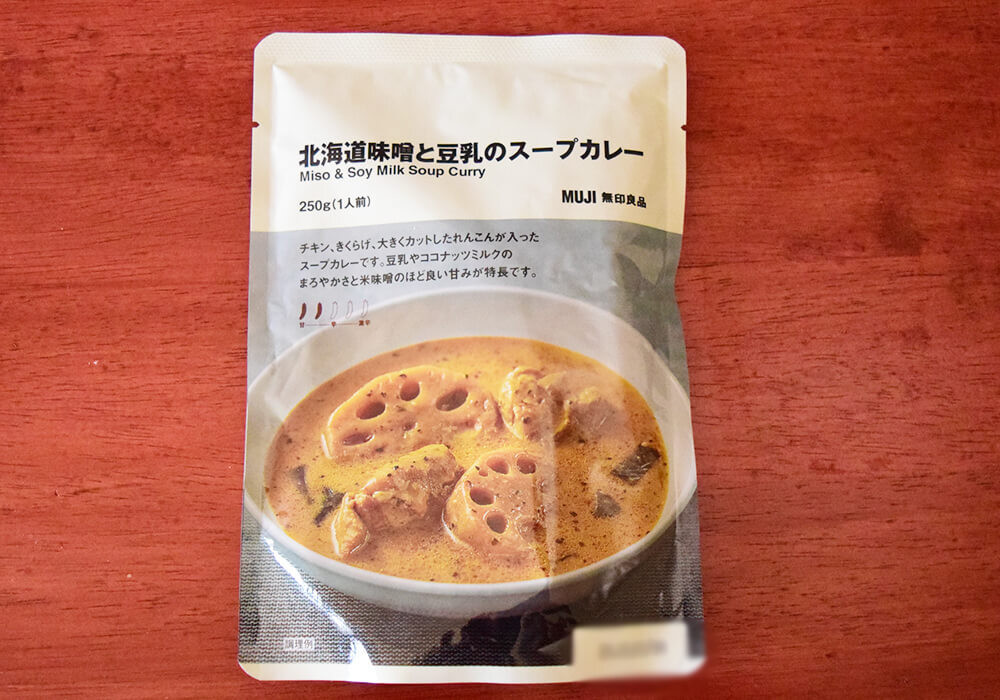 北海道味噌と豆乳のスープカレー
Miso & Soy Milk Soup Curry
250g(1人前)
MUJI 無印良品
チキン、きくらげ、大きくカットしたれんこんが入った
スープカレーです。豆乳やココナッツミルクの
まろやかさと米味噌のほど良い甘みが特長です。
甘 辛 激辛
調理例